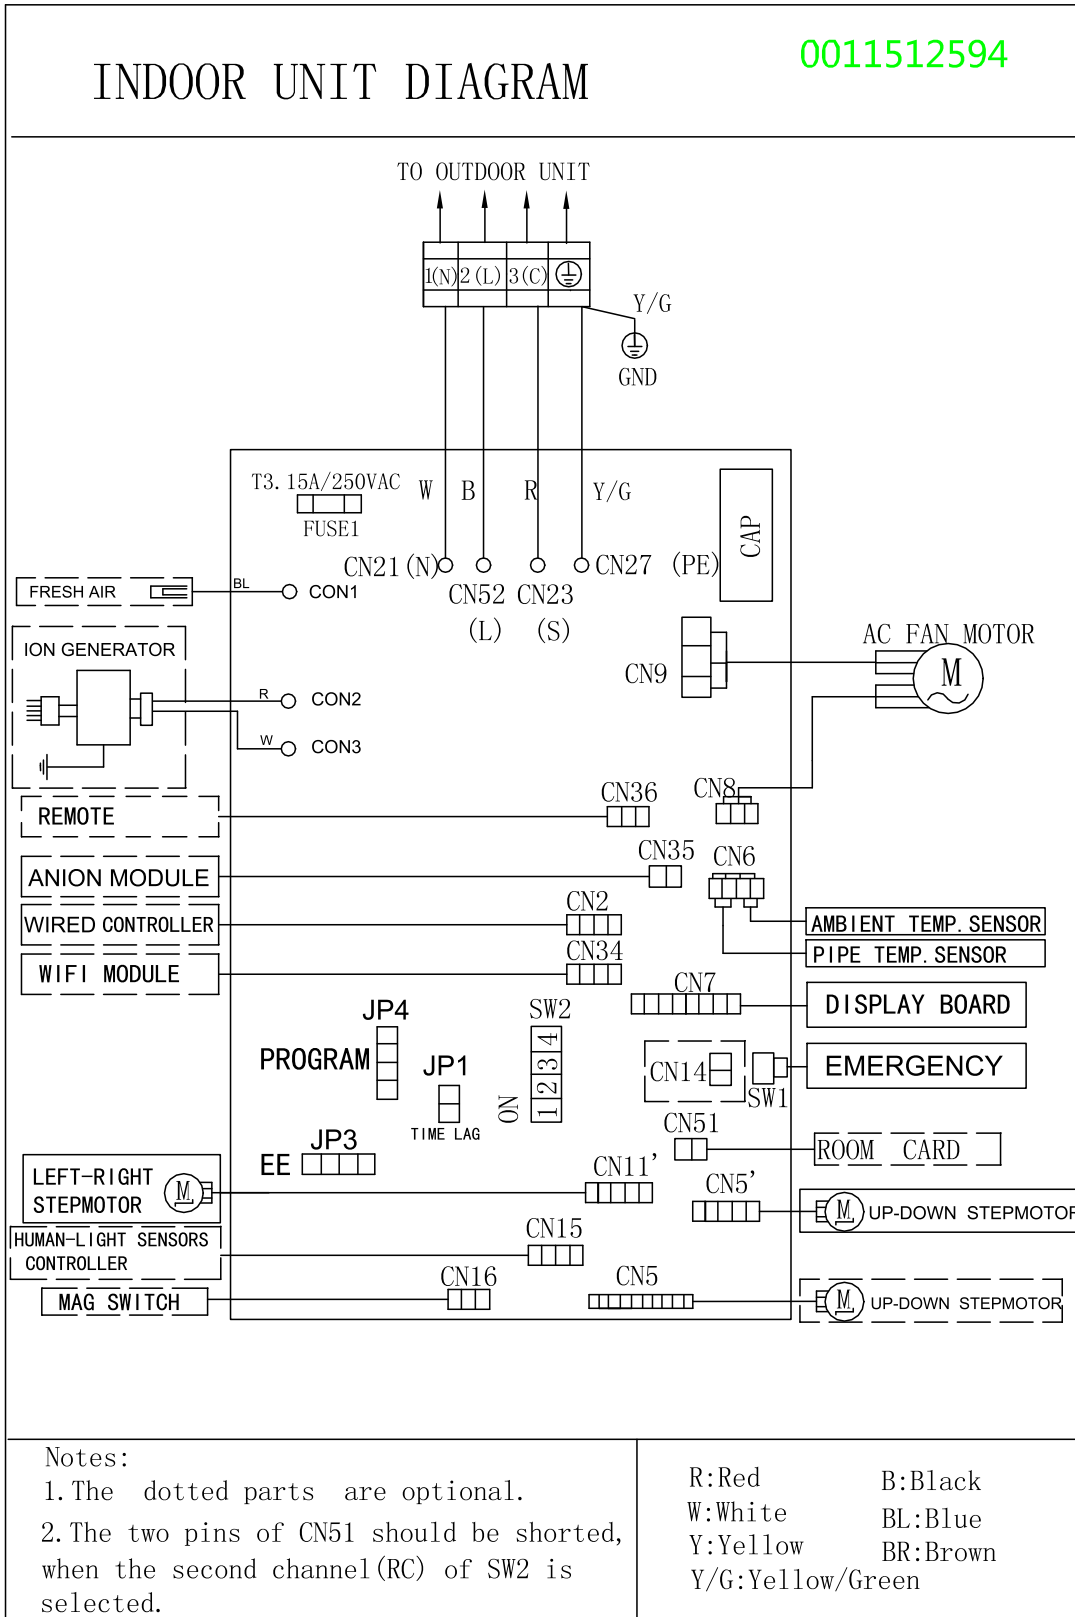 0011512594
INDOOR UNIT DIAGRAM
TO OUTDOOR UNIT
1(N) 2(L) 3(C)
Y/G
GND
T3.15A/250VAC
FUSE1
W B R Y/G
CAP
CN21(N) CN27 (PE)
CN52 CN23
(L) (S)
FRESH AIR
BL
CON1
ION GENERATOR
R
CON2
W
CON3
CN9
AC FAN MOTOR
M
REMOTE
CN36
CN8
ANION MODULE
CN35
CN6
WIRED CONTROLLER
CN2
AMBIENT TEMP.SENSOR
PIPE TEMP.SENSOR
WIFI MODULE
CN34
CN7
DISPLAY BOARD
JP4
PROGRAM
SW2
1 2 3 4
ON
JP1
TIME LAG
CN14
SW1
EMERGENCY
CN51
ROOM CARD
JP3
EE
LEFT-RIGHT
STEPMOTOR
M
CN11'
CN5'
M
UP-DOWN STEPMOTOR
HUMAN-LIGHT SENSORS
CONTROLLER
CN15
MAG SWITCH
CN16
CN5
M
UP-DOWN STEPMOTOR
Notes:
1.The dotted parts are optional.
2.The two pins of CN51 should be shorted,
when the second channel(RC) of SW2 is
selected.
R:Red B:Black
W:White BL:Blue
Y:Yellow BR:Brown
Y/G:Yellow/Green